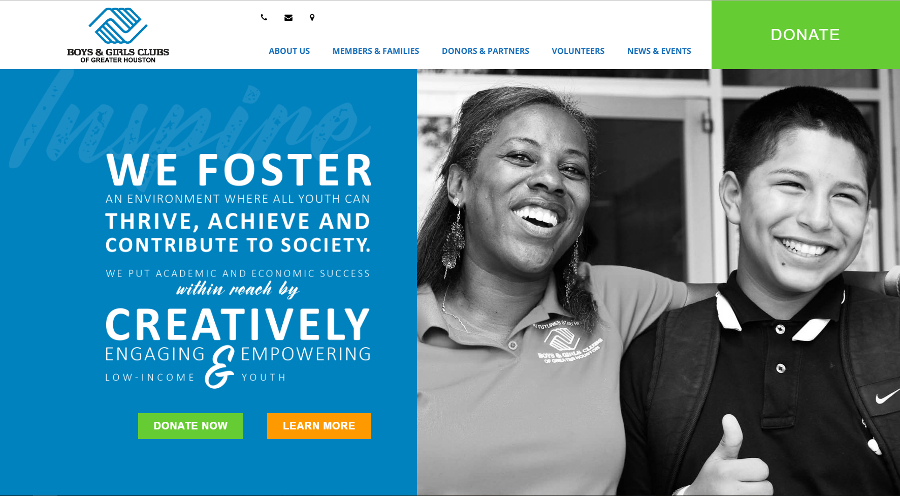 BOYS & GIRLS CLUBS
OF GREATER HOUSTON
ABOUT US
MEMBERS & FAMILIES
DONORS & PARTNERS
VOLUNTEERS
NEWS & EVENTS
DONATE
Inspire
WE FOSTER
AN ENVIRONMENT WHERE ALL YOUTH CAN
THRIVE, ACHIEVE AND
CONTRIBUTE TO SOCIETY.
WE PUT ACADEMIC AND ECONOMIC SUCCESS
within reach by
CREATIVELY
ENGAGING & EMPOWERING
LOW-INCOME YOUTH
DONATE NOW
LEARN MORE
BOYS & GIRLS CLUBS
OF GREATER HOUSTON